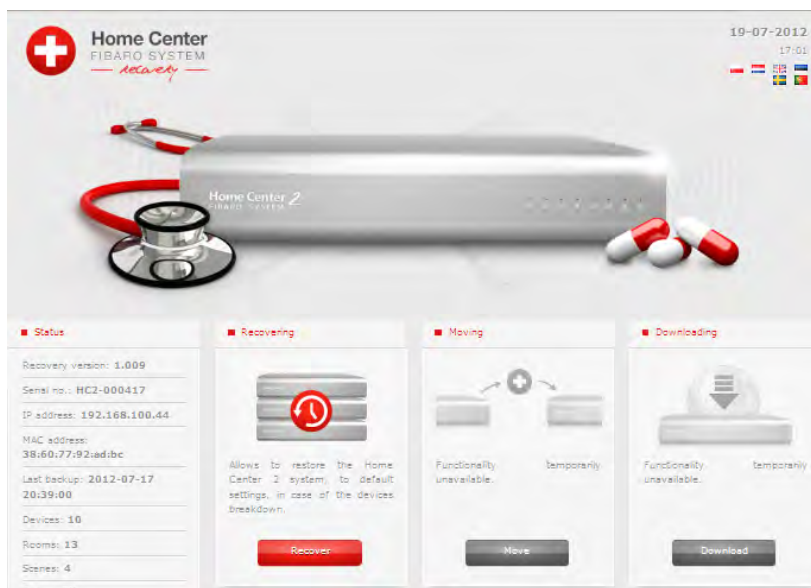 Home Center
FIBARO SYSTEM
recovery
19-07-2012
17:01
Home Center 2
FIBARO SYSTEM
Status
Recovery version: 1.009
Serial no.: HC2-000417
IP address: 192.168.100.44
MAC address:
38:60:77:92:ad:bc
Last backup: 2012-07-17
20:39:00
Devices: 10
Rooms: 13
Scenes: 4
Recovering
Allows to restore the Home
Center 2 system, to default
settings, in case of the devices
breakdown.
Recover
Moving
Functionality temporarily
unavailable.
Move
Downloading
Functionality temporarily
unavailable.
Download